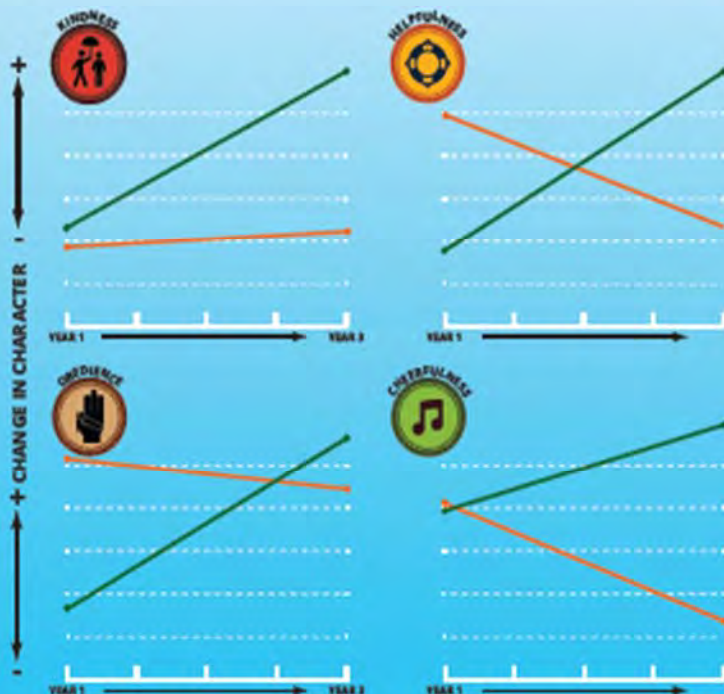 KINDNESS
HELPFULNESS
+
-
YEAR 1
YEAR 3
YEAR 1
CHANGE IN CHARACTER
OBEDIENCE
CHEERFULNESS
+
-
YEAR 1
YEAR 3
YEAR 1